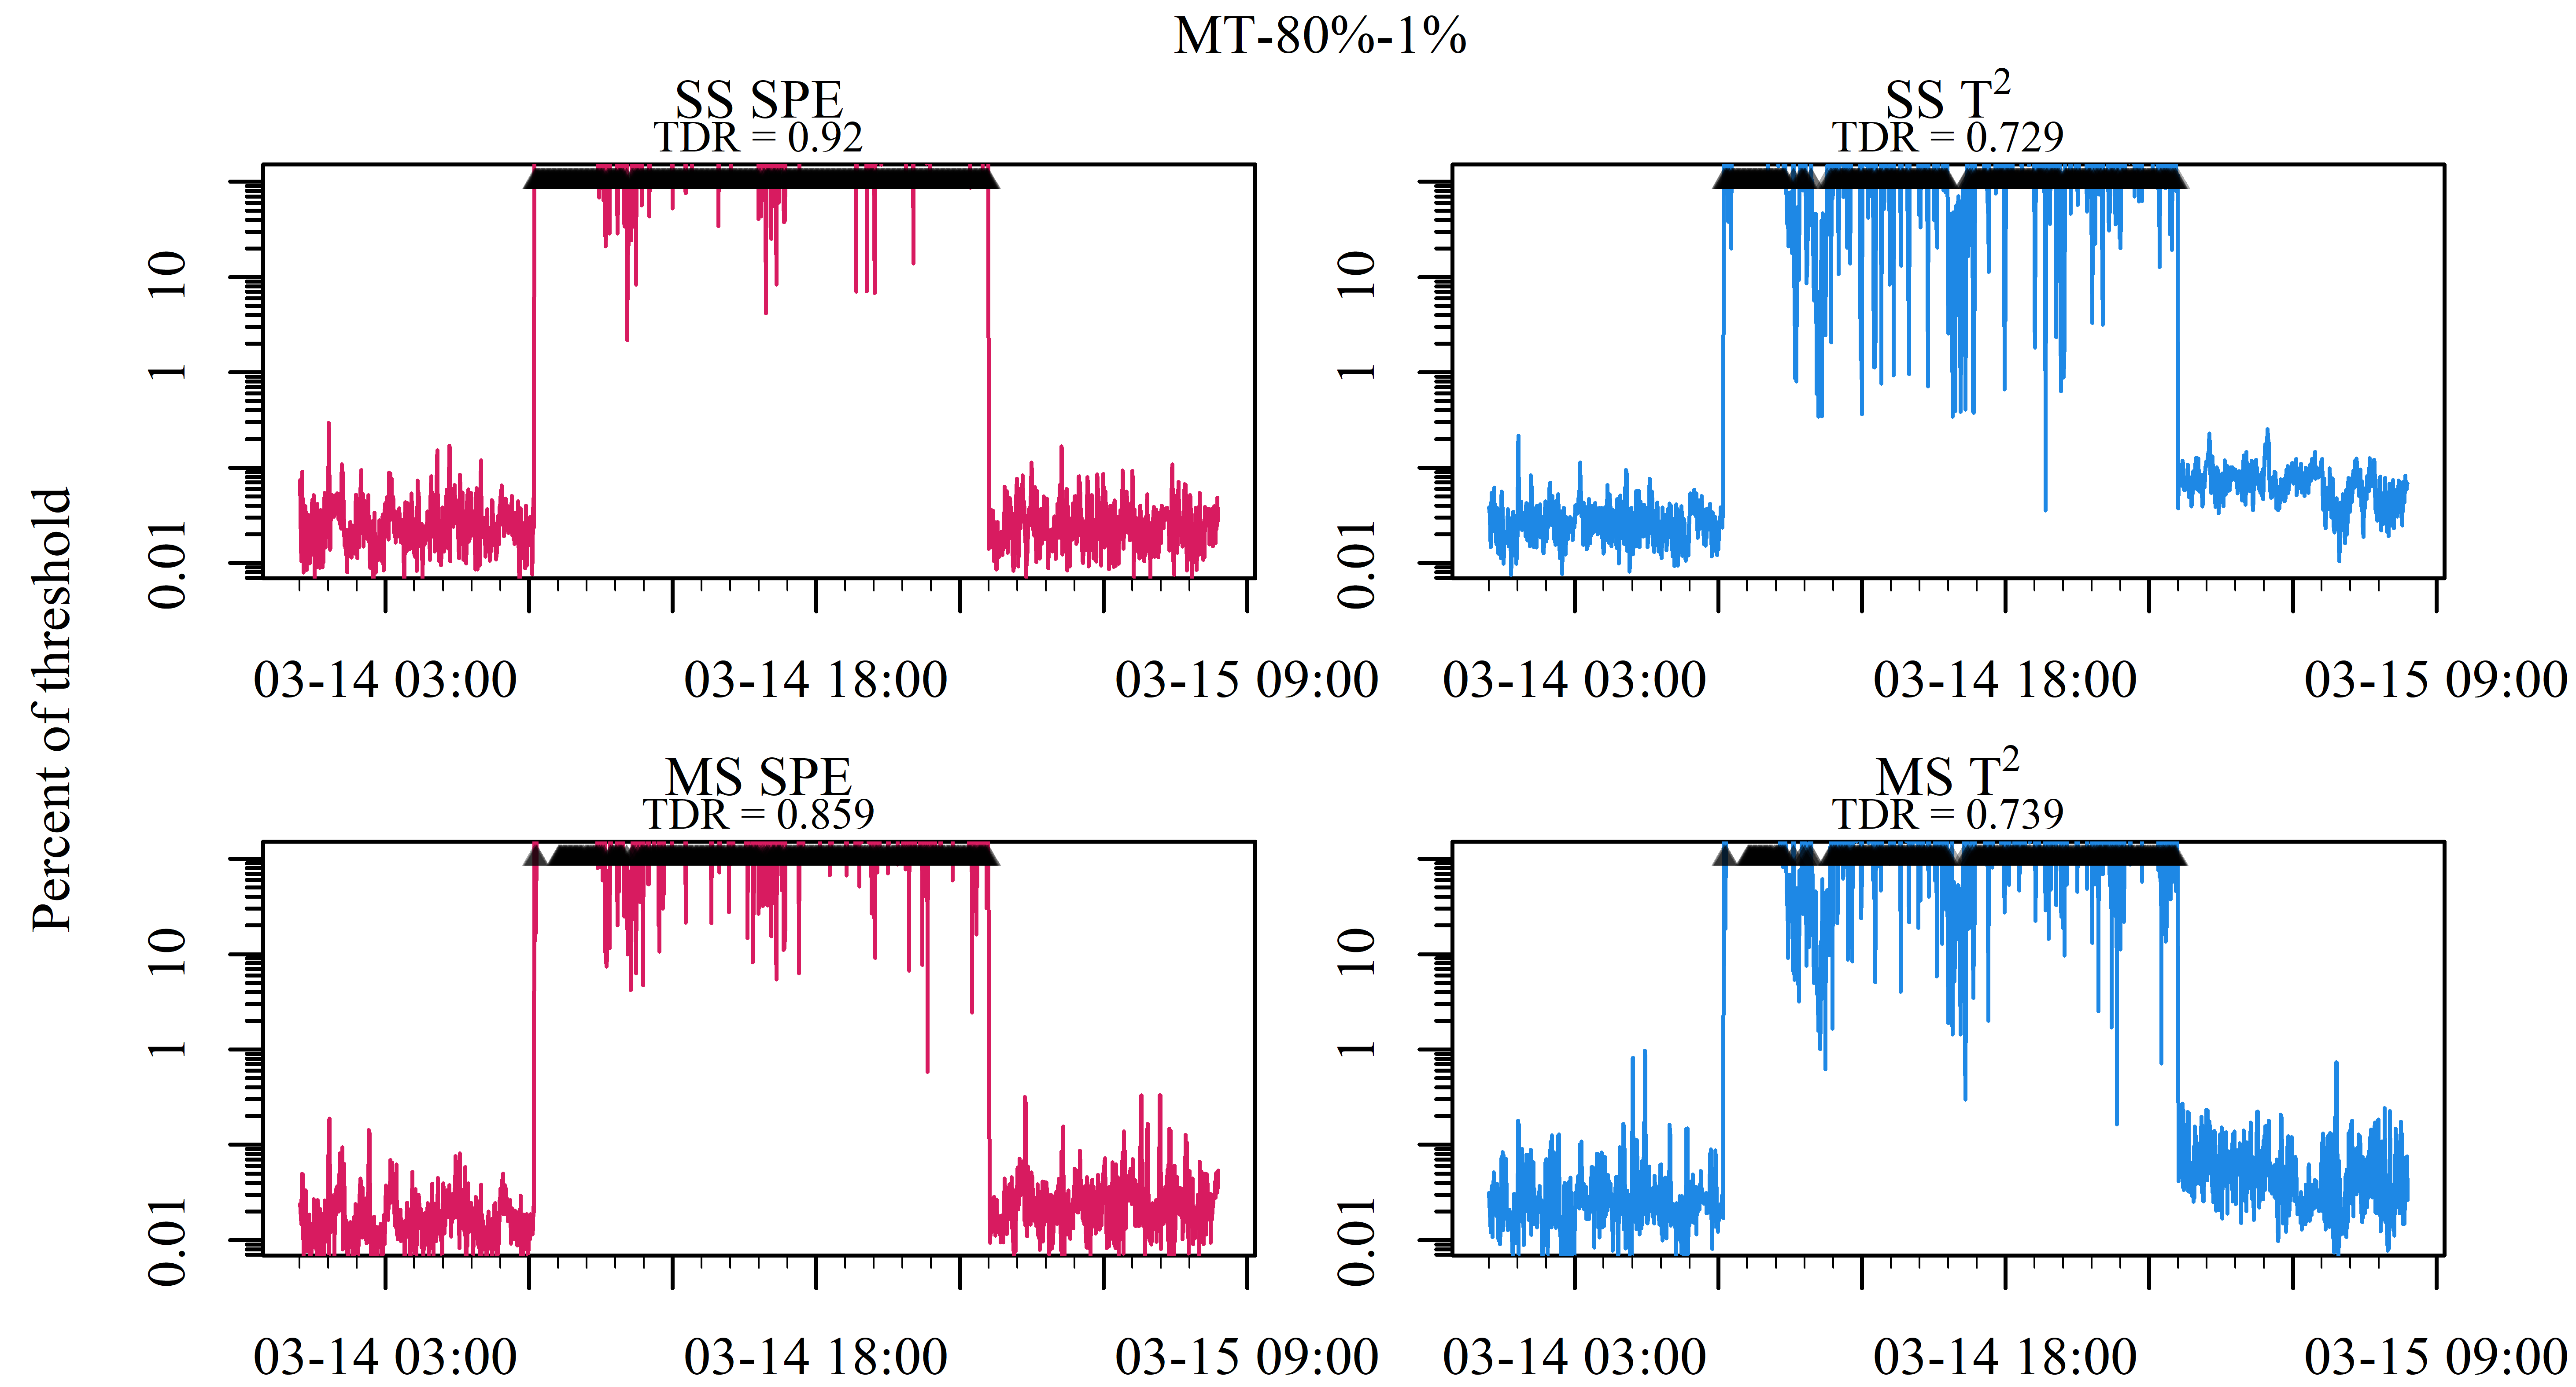 MT-80%-1%
SS SPE
TDR = 0.92
SS T²
TDR = 0.729
Percent of threshold
10
1
0.01
10
1
0.01
03-14 03:00
03-14 18:00
03-15 09:00
03-14 03:00
03-14 18:00
03-15 09:00
MS SPE
TDR = 0.859
MS T²
TDR = 0.739
10
1
0.01
10
1
0.01
03-14 03:00
03-14 18:00
03-15 09:00
03-14 03:00
03-14 18:00
03-15 09:00